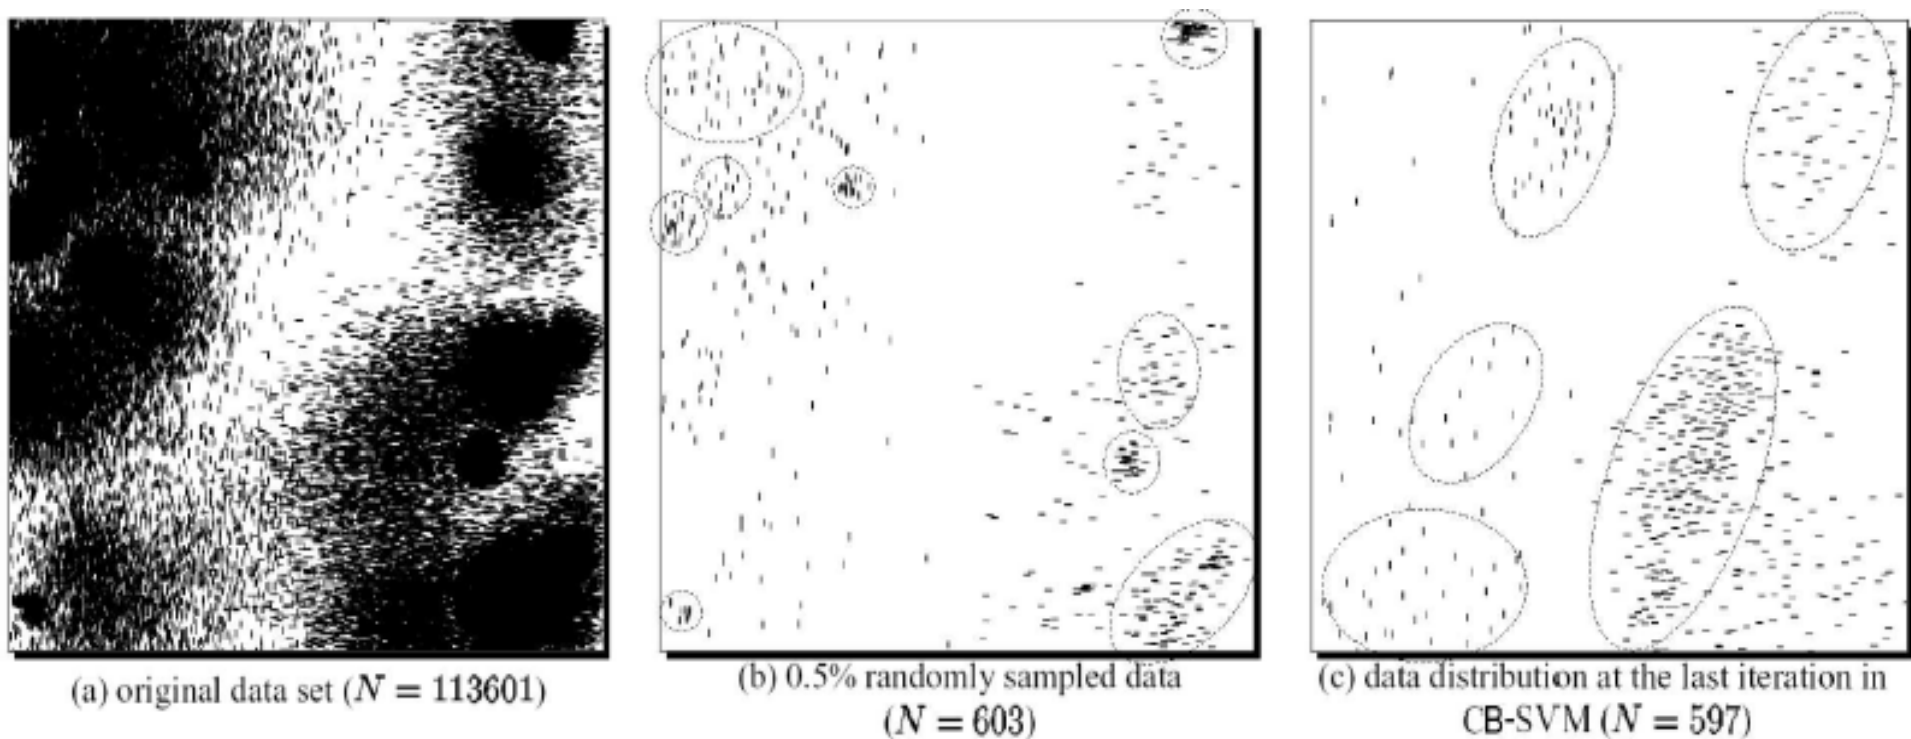 (a) original data set (N = 113601)
(b) 0.5% randomly sampled data
(N = 603)
(c) data distribution at the last iteration in
CB-SVM (N = 597)